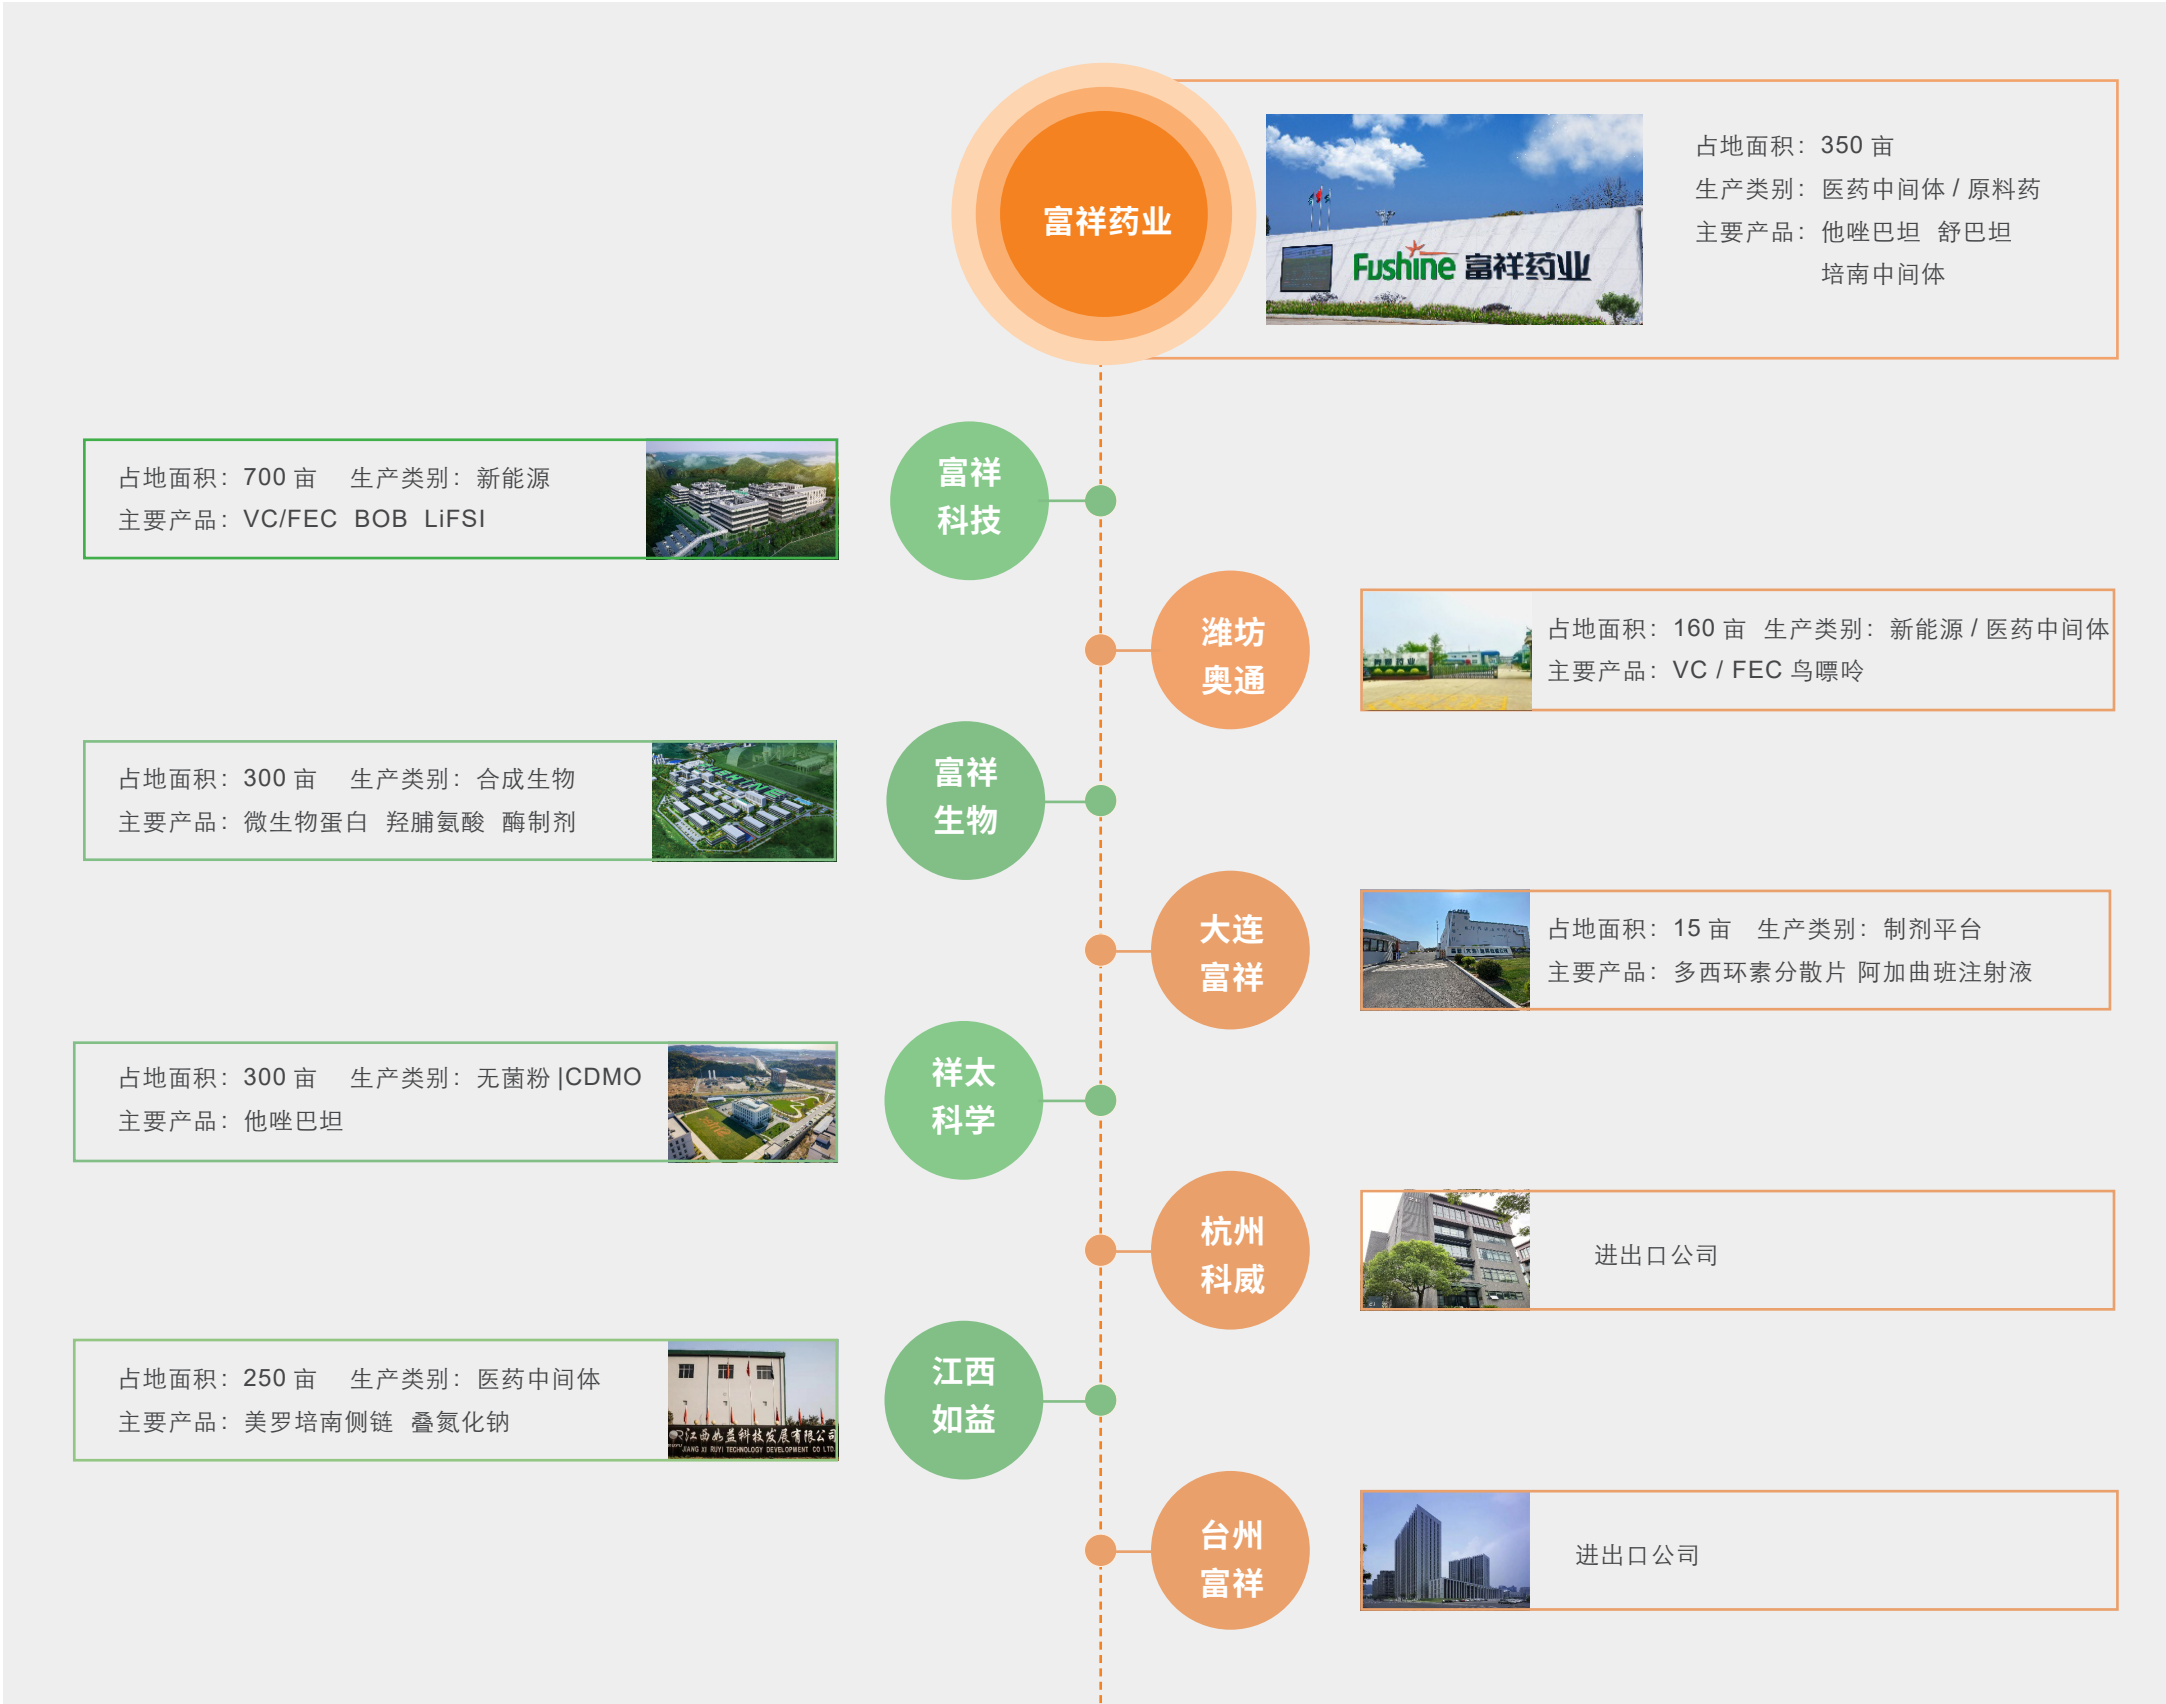 富祥药业
Fushine 富祥药业
占地面积：350 亩
生产类别：医药中间体 / 原料药
主要产品：他唑巴坦 舒巴坦
培南中间体
占地面积：700 亩 生产类别：新能源
主要产品：VC/FEC BOB LiFSI
富祥
科技
潍坊
奥通
占地面积：160 亩 生产类别：新能源 / 医药中间体
主要产品：VC / FEC 鸟嘌呤
占地面积：300 亩 生产类别：合成生物
主要产品：微生物蛋白 羟脯氨酸 酶制剂
富祥
生物
大连
富祥
占地面积：15 亩 生产类别：制剂平台
主要产品：多西环素分散片 阿加曲班注射液
占地面积：300 亩 生产类别：无菌粉 |CDMO
主要产品：他唑巴坦
祥太
科学
杭州
科威
进出口公司
占地面积：250 亩 生产类别：医药中间体
主要产品：美罗培南侧链 叠氮化钠
江西如益科技发展有限公司
JIANG XI RUYI TECHNOLOGY DEVELOPMENT CO LTD
江西
如益
台州
富祥
进出口公司